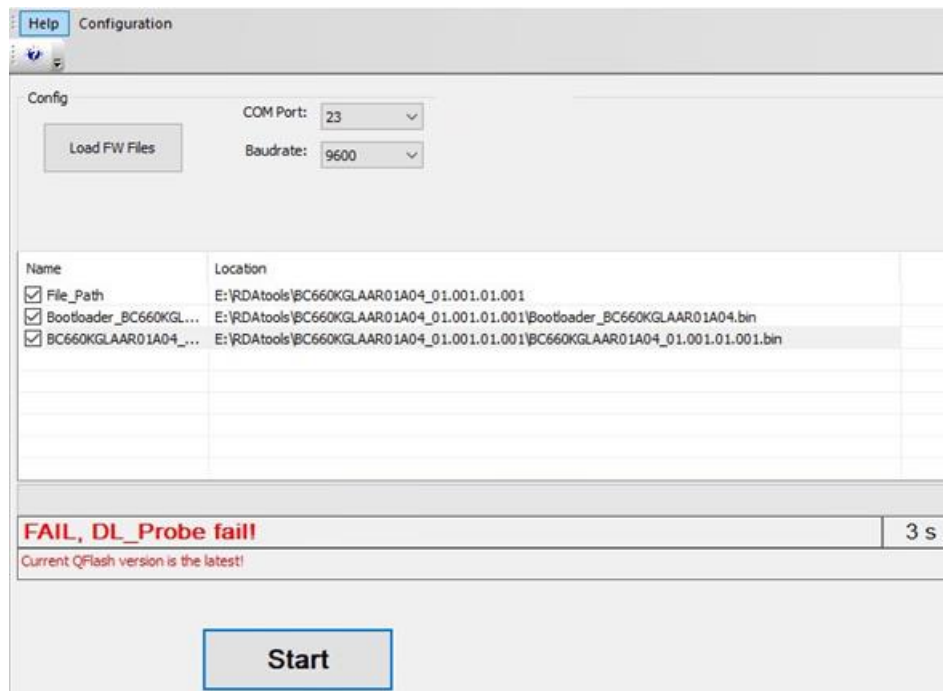 Help Configuration
Config
COM Port: 23
Load FW Files
Baudrate: 9600
Name Location
File_Path E:\RDAtools\BC660KGLAAR01A04_01.001.01.001
Bootloader_BC660KGL... E:\RDAtools\BC660KGLAAR01A04_01.001.01.001\Bootloader_BC660KGLAAR01A04.bin
BC660KGLAAR01A04_... E:\RDAtools\BC660KGLAAR01A04_01.001.01.001\BC660KGLAAR01A04_01.001.01.001.bin
FAIL, DL_Probe fail! 3 s
Current QFlash version is the latest!
Start